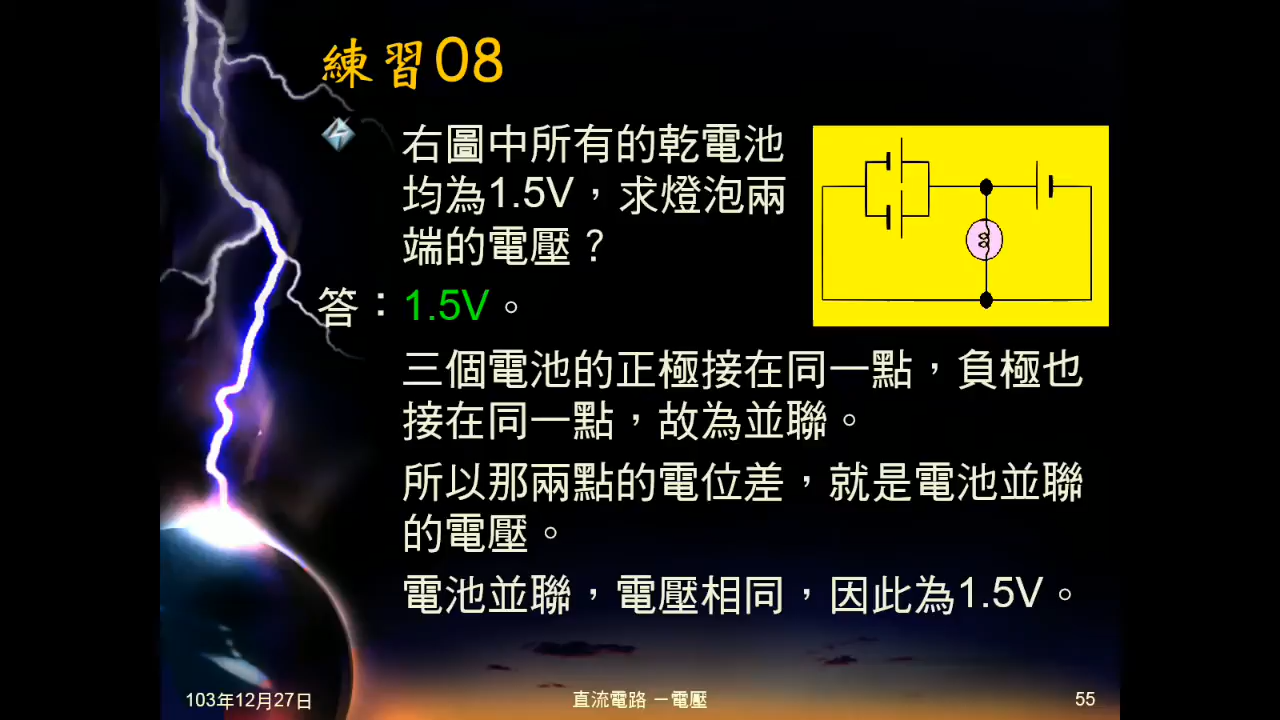 練習08
右圖中所有的乾電池
均為1.5V，求燈泡兩
端的電壓？
答：1.5V。
三個電池的正極接在同一點，負極也
接在同一點，故為並聯。
所以那兩點的電位差，就是電池並聯
的電壓。
電池並聯，電壓相同，因此為1.5V。
103年12月27日
直流電路 －電壓
55